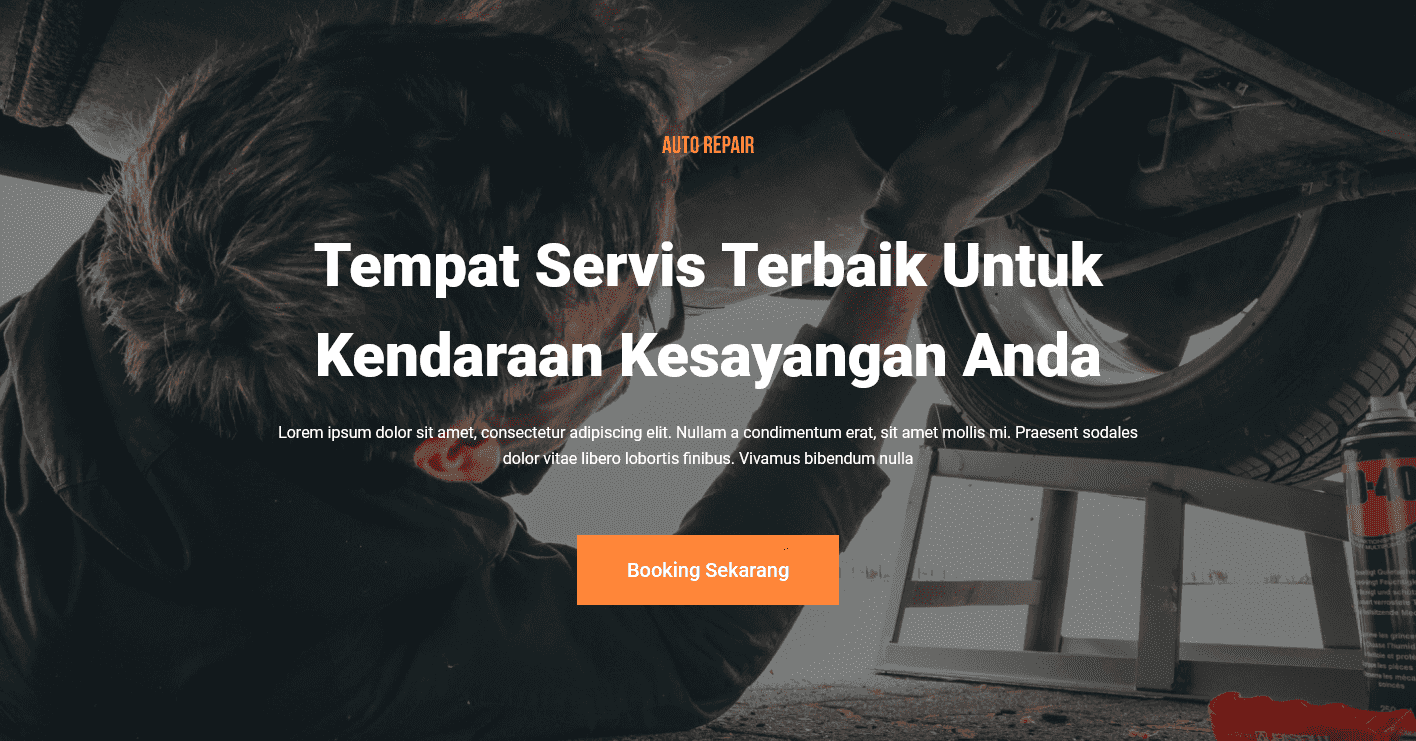 AUTO REPAIR
Tempat Servis Terbaik Untuk
Kendaraan Kesayangan Anda
Lorem ipsum dolor sit amet, consectetur adipiscing elit. Nullam a condimentum erat, sit amet mollis mi. Praesent sodales
dolor vitae libero lobortis finibus. Vivamus bibendum nulla
Booking Sekarang